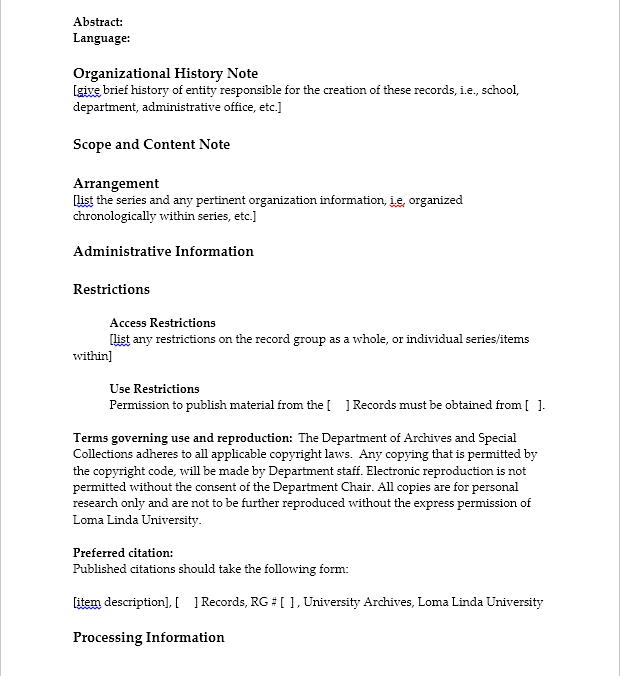 Abstract:
Language:
Organizational History Note
[give brief history of entity responsible for the creation of these records, i.e., school,
department, administrative office, etc.]
Scope and Content Note
Arrangement
[list the series and any pertinent organization information, i.e. organized
chronologically within series, etc.]
Administrative Information
Restrictions
Access Restrictions
[list any restrictions on the record group as a whole, or individual series/items
within]
Use Restrictions
Permission to publish material from the [    ] Records must be obtained from [  ].
Terms governing use and reproduction:  The Department of Archives and Special
Collections adheres to all applicable copyright laws.  Any copying that is permitted by
the copyright code, will be made by Department staff. Electronic reproduction is not
permitted without the consent of the Department Chair. All copies are for personal
research only and are not to be further reproduced without the express permission of
Loma Linda University.
Preferred citation:
Published citations should take the following form:
[item description], [    ] Records, RG # [  ] , University Archives, Loma Linda University
Processing Information